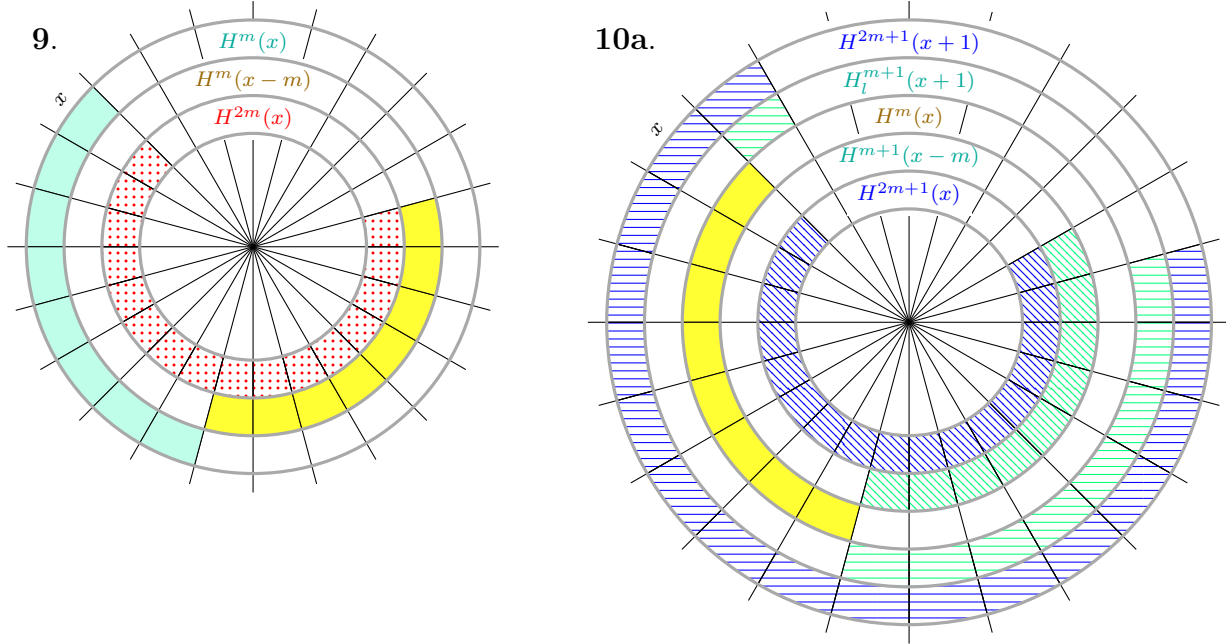 9.
H^m(x)
H^m(x − m)
H^{2m}(x)
x
10a.
H^{2m+1}(x + 1)
H_l^{m+1}(x + 1)
H^m(x)
H^{m+1}(x − m)
H^{2m+1}(x)
x